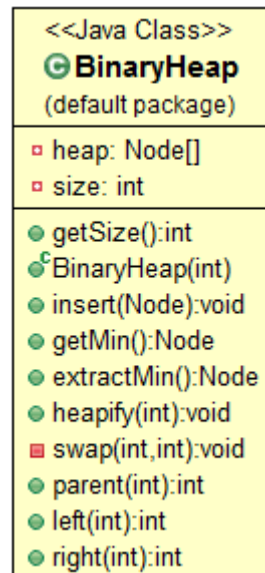 <<Java Class>>
BinaryHeap
(default package)
heap: Node[]
size: int
getSize():int
BinaryHeap(int)
insert(Node):void
getMin():Node
extractMin():Node
heapify(int):void
swap(int,int):void
parent(int):int
left(int):int
right(int):int